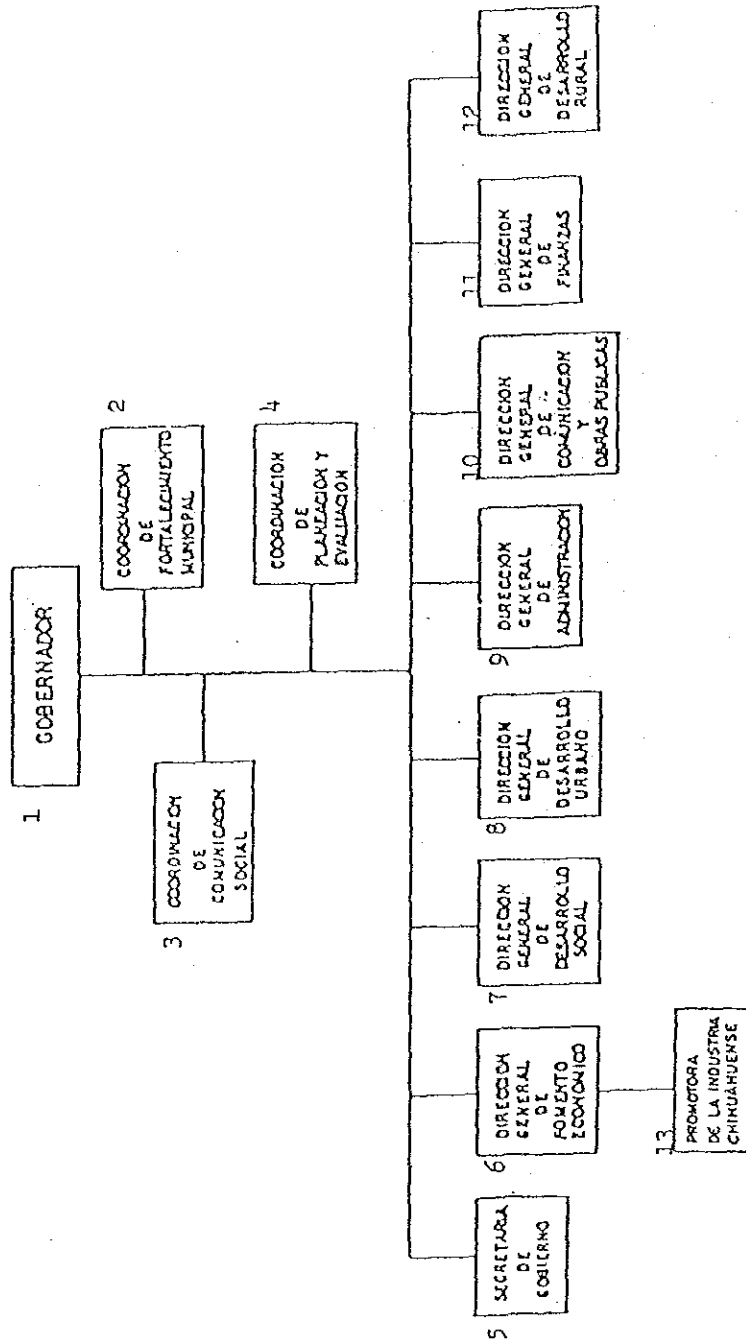 1
GOBERNADOR
2
COORDINACION
DE
FORTALECIMIENTO
MUNICIPAL
3
COORDINACION
DE
COMUNICACION
SOCIAL
4
COORDINACION
DE
PLANEACION Y
EVALUACION
5
SECRETARIA
DE
GOBIERNO
6
DIRECCION
GENERAL
DE
FOMENTO
ECONOMICO
7
DIRECCION
GENERAL
DE
DESARROLLO
SOCIAL
8
DIRECCION
GENERAL
DE
DESARROLLO
URBANO
9
DIRECCION
GENERAL
DE
ADMINISTRACION
10
DIRECCION
GENERAL
DE
COMUNICACION
Y
OBRAS PUBLICAS
11
DIRECCION
GENERAL
DE
FINANZAS
12
DIRECCION
GENERAL
DE
DESARROLLO
RURAL
13
PROMOTORA
DE LA INDUSTRIA
CHIHUAHUENSE